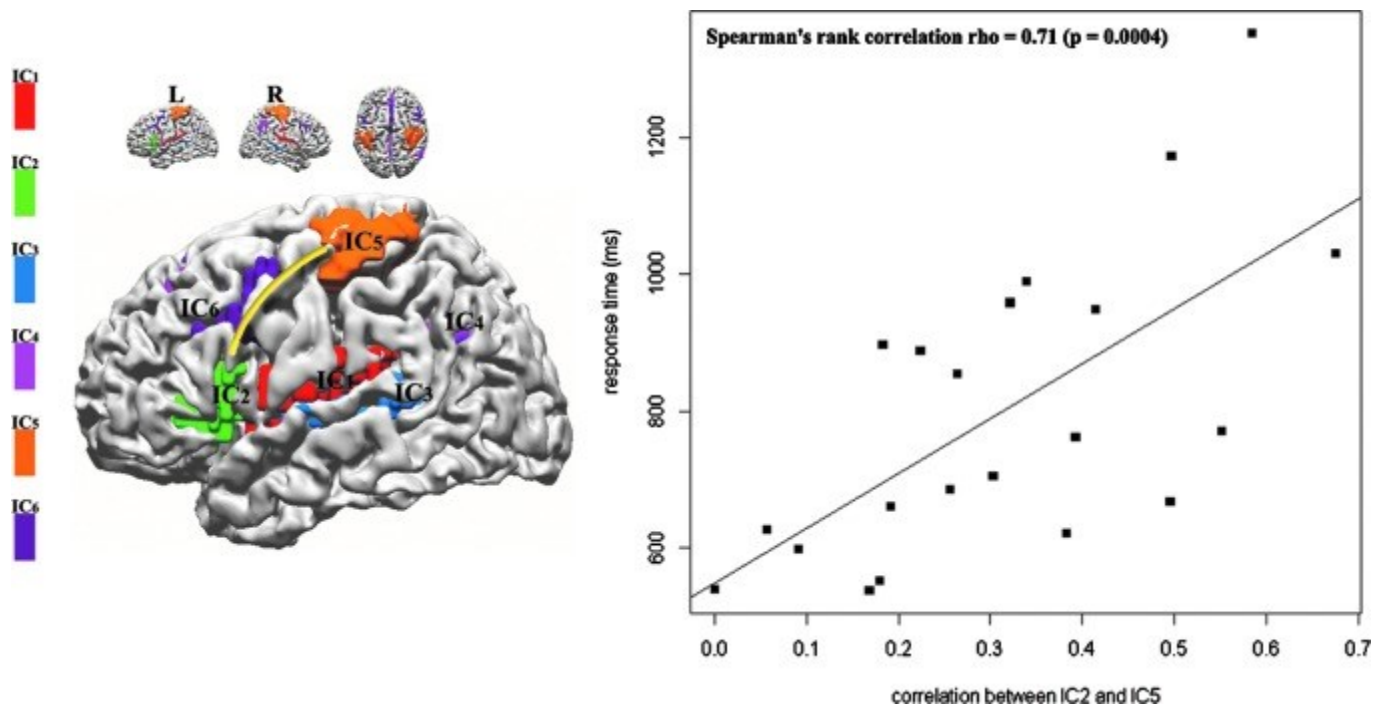 IC1
IC2
IC3
IC4
IC5
IC6
L R
IC5
IC6
IC4
IC2
IC1
IC3
Spearman's rank correlation rho = 0.71 (p = 0.0004)
response time (ms)
1200
1000
800
600
0.0 0.1 0.2 0.3 0.4 0.5 0.6 0.7
correlation between IC2 and IC5